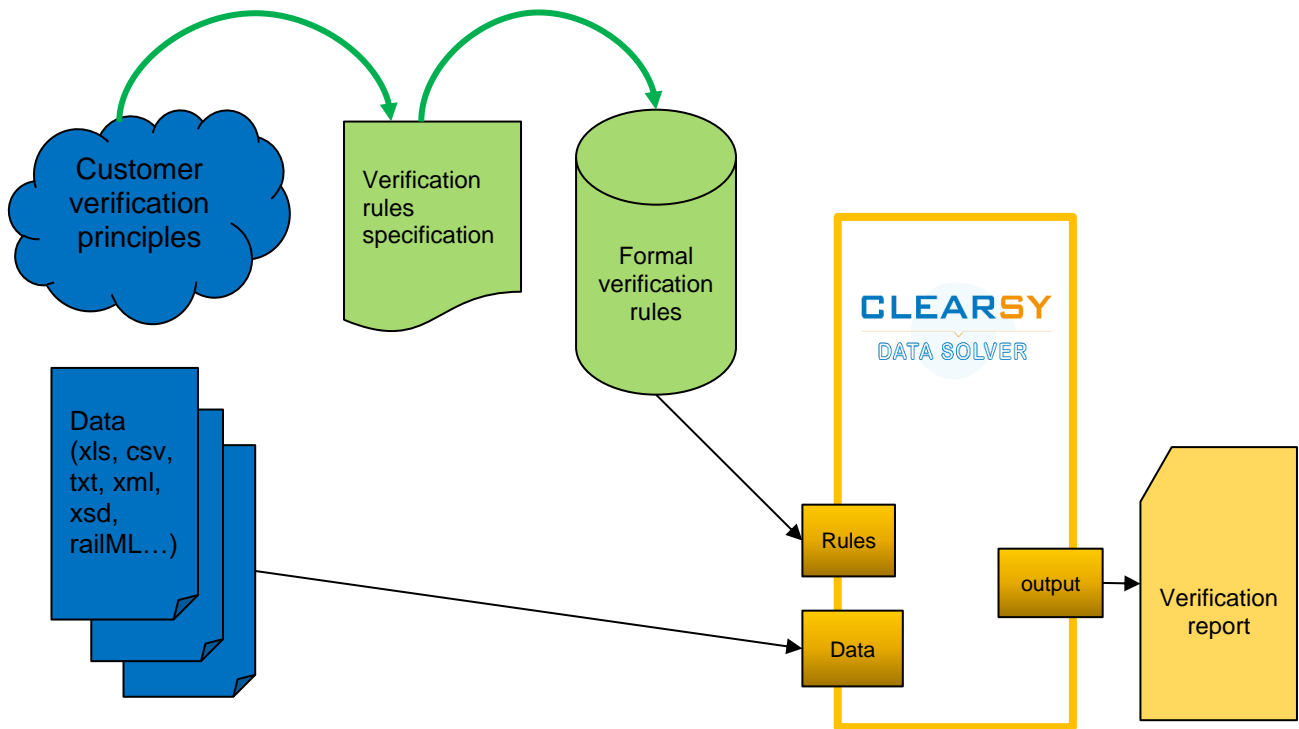 Customer
verification
principles
Verification
rules
specification
Formal
verification
rules
CLEARSY
DATA SOLVER
Data
(xls, csv,
txt, xml,
xsd,
railML…)
Rules
Data
output
Verification
report